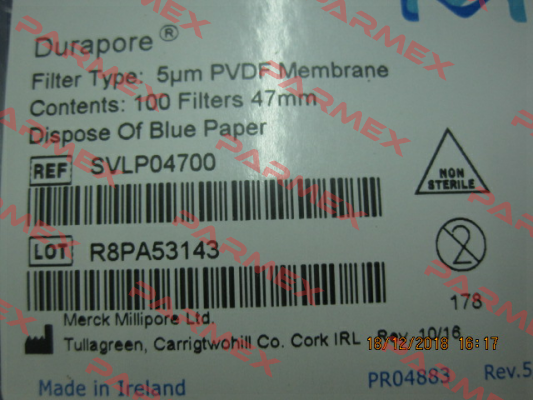 Durapore®
Filter Type: 5µm PVDF Membrane
Contents: 100 Filters 47mm
Dispose Of Blue Paper
REF SVLP04700
NON
STERILE
LOT R8PA53143
2
178
Merck Millipore Ltd.
Tullagreen, Carrigtwohill Co. Cork IRL Rev. 10/16
18/12/2018 16:17
Made in Ireland PR04883 Rev.5
PARMEX